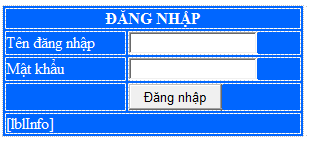 ĐĂNG NHẬP
Tên đăng nhập
Mật khẩu
Đăng nhập
[lblInfo]